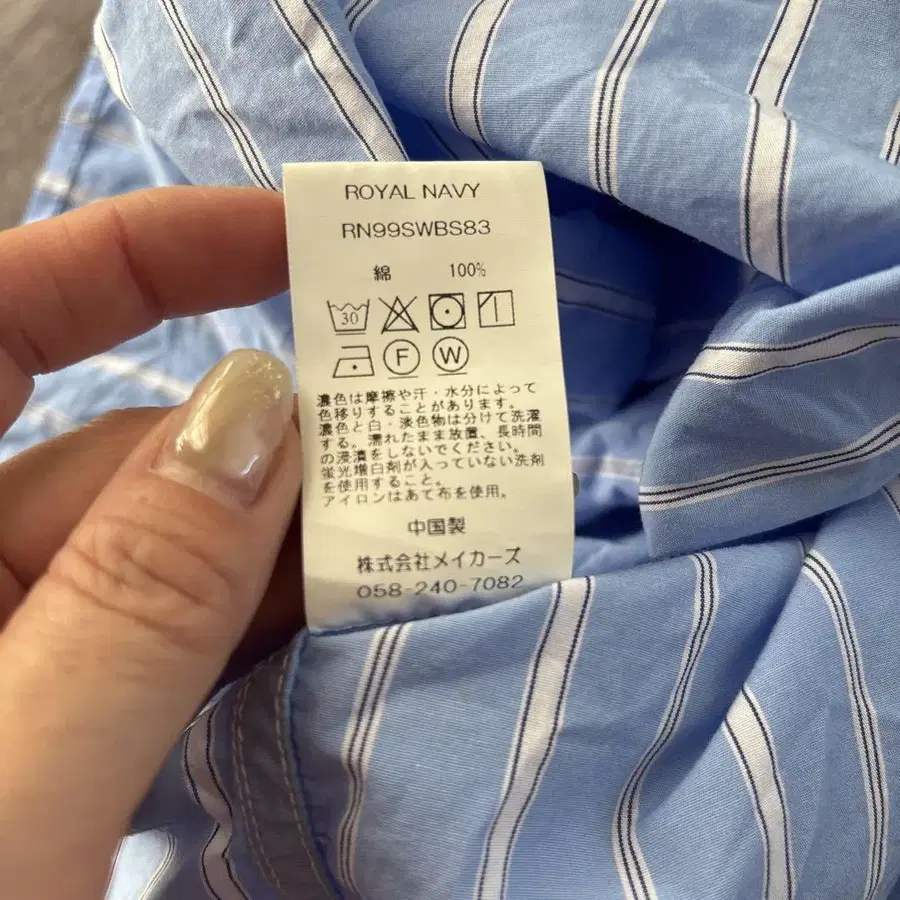 ROYAL NAVY
RN99SWBS83
綿 100%
30
F W
濃色は摩擦や汗・水分によって
色移りすることがあります。
濃色と白・淡色物は分けて洗濯
する。濡れたまま放置、長時間
の浸漬をしないでください。
蛍光増白剤が入っていない洗剤
を使用すること。
アイロンはあて布を使用。
中国製
株式会社メイカーズ
058-240-7082